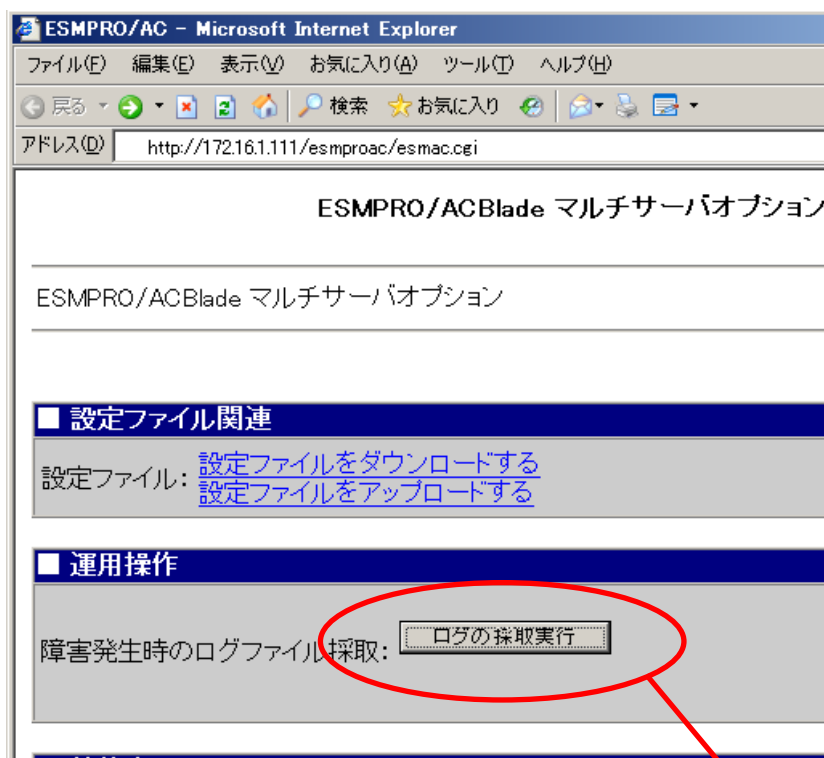 ESMPRO/AC - Microsoft Internet Explorer
ファイル(F) 編集(E) 表示(V) お気に入り(A) ツール(T) ヘルプ(H)
戻る 検索 お気に入り
アドレス(D) http://172.16.1.111/esmproac/esmac.cgi
ESMPRO/ACBlade マルチサーバオプション
ESMPRO/ACBlade マルチサーバオプション
■ 設定ファイル関連
設定ファイル: 設定ファイルをダウンロードする
設定ファイルをアップロードする
■ 運用操作
障害発生時のログファイル採取: ログの採取実行